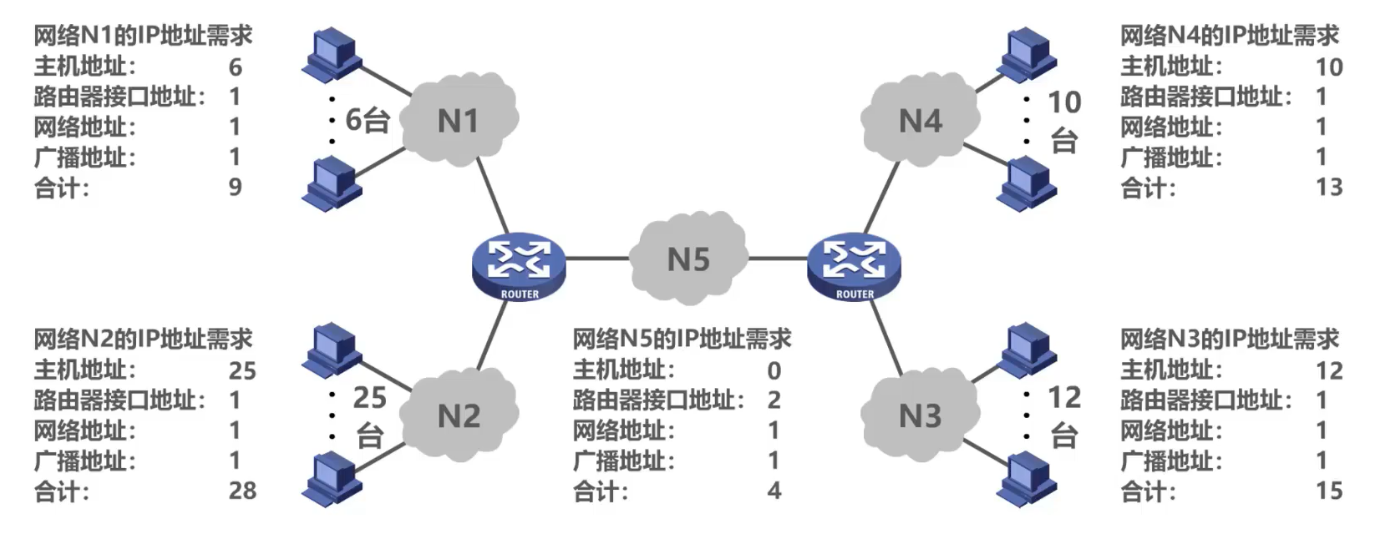 网络N1的IP地址需求
主机地址: 6
路由器接口地址: 1
网络地址: 1
广播地址: 1
合计: 9
6台
N1
网络N4的IP地址需求
主机地址: 10
路由器接口地址: 1
网络地址: 1
广播地址: 1
合计: 13
10
台
N4
ROUTER
N5
ROUTER
网络N2的IP地址需求
主机地址: 25
路由器接口地址: 1
网络地址: 1
广播地址: 1
合计: 28
25
台
N2
网络N5的IP地址需求
主机地址: 0
路由器接口地址: 2
网络地址: 1
广播地址: 1
合计: 4
N3
12
台
网络N3的IP地址需求
主机地址: 12
路由器接口地址: 1
网络地址: 1
广播地址: 1
合计: 15